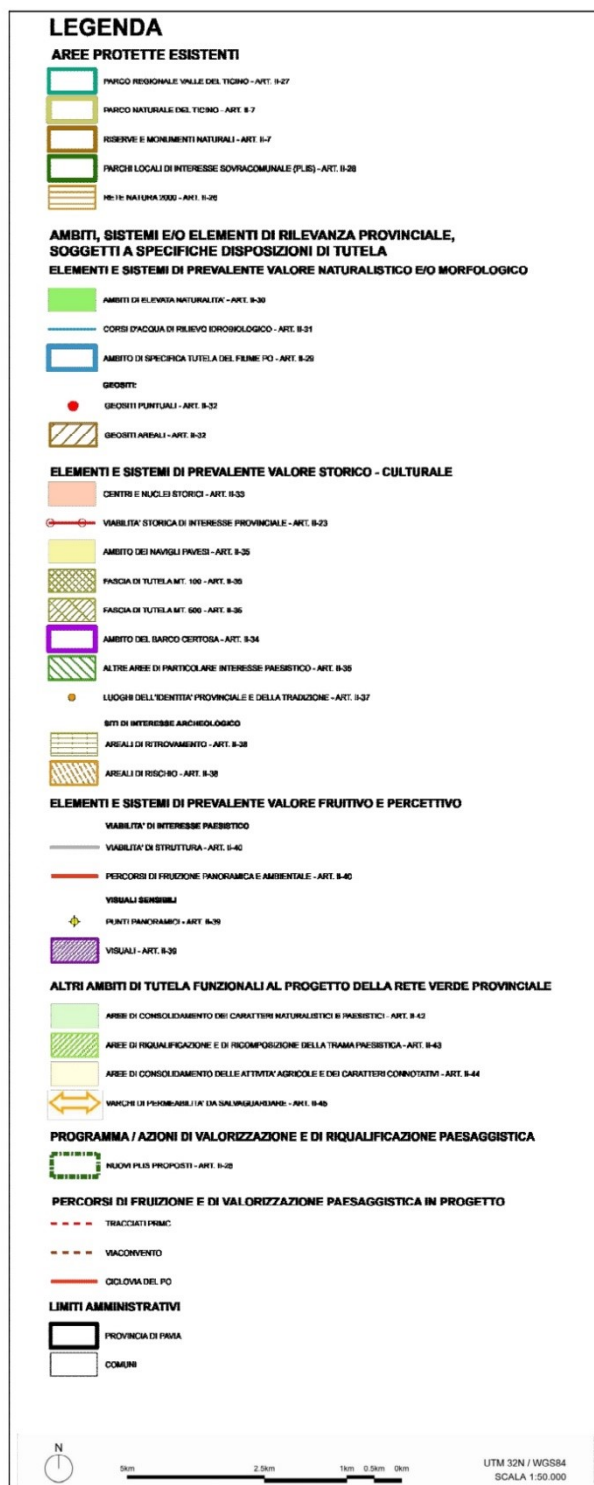 LEGENDA
AREE PROTETTE ESISTENTI
PARCO REGIONALE VALLE DEL TICINO - ART. II-27
PARCO NATURALE DEL TICINO - ART. II-7
RISERVE E MONUMENTI NATURALI - ART. II-7
PARCHI LOCALI DI INTERESSE SOVRACOMUNALE (PLIS) - ART. II-28
RETE NATURA 2000 - ART. II-26
AMBITI, SISTEMI E/O ELEMENTI DI RILEVANZA PROVINCIALE,
SOGGETTI A SPECIFICHE DISPOSIZIONI DI TUTELA
ELEMENTI E SISTEMI DI PREVALENTE VALORE NATURALISTICO E/O MORFOLOGICO
AMBITI DI ELEVATA NATURALITA' - ART. II-30
CORSI D'ACQUA DI RILIEVO IDROBIOLOGICO - ART. II-31
AMBITO DI SPECIFICA TUTELA DEL FIUME PO - ART. II-29
GEOSITI:
GEOSITI PUNTUALI - ART. II-32
GEOSITI AREALI - ART. II-32
ELEMENTI E SISTEMI DI PREVALENTE VALORE STORICO - CULTURALE
CENTRI E NUCLEI STORICI - ART. II-33
VIABILITA' STORICA DI INTERESSE PROVINCIALE - ART. II-23
AMBITO DEI NAVIGLI PAVESI - ART. II-35
FASCIA DI TUTELA MT. 100 - ART. II-35
FASCIA DI TUTELA MT. 500 - ART. II-35
AMBITO DEL BARCO CERTOSA - ART. II-34
ALTRE AREE DI PARTICOLARE INTERESSE PAESISTICO - ART. II-36
LUOGHI DELL'IDENTITA' PROVINCIALE E DELLA TRADIZIONE - ART. II-37
SITI DI INTERESSE ARCHEOLOGICO
AREALI DI RITROVAMENTO - ART. II-38
AREALI DI RISCHIO - ART. II-38
ELEMENTI E SISTEMI DI PREVALENTE VALORE FRUITIVO E PERCETTIVO
VIABILITA' DI INTERESSE PAESISTICO
VIABILITA' DI STRUTTURA - ART. II-40
PERCORSI DI FRUIZIONE PANORAMICA E AMBIENTALE - ART. II-40
VISUALI SENSIBILI
PUNTI PANORAMICI - ART. II-39
VISUALI - ART. II-39
ALTRI AMBITI DI TUTELA FUNZIONALI AL PROGETTO DELLA RETE VERDE PROVINCIALE
AREE DI CONSOLIDAMENTO DEI CARATTERI NATURALISTICI E PAESISTICI - ART. II-42
AREE DI RIQUALIFICAZIONE E DI RICOMPOSIZIONE DELLA TRAMA PAESISTICA - ART. II-43
AREE DI CONSOLIDAMENTO DELLE ATTIVITA' AGRICOLE E DEI CARATTERI CONNOTATIVI - ART. II-44
VARCHI DI PERMEABILITA' DA SALVAGUARDARE - ART. II-45
PROGRAMMA / AZIONI DI VALORIZZAZIONE E DI RIQUALIFICAZIONE PAESAGGISTICA
NUOVI PLIS PROPOSTI - ART. II-28
PERCORSI DI FRUIZIONE E DI VALORIZZAZIONE PAESAGGISTICA IN PROGETTO
TRACCIATI PRMC
VIACONVENTO
CICLOVIA DEL PO
LIMITI AMMINISTRATIVI
PROVINCIA DI PAVIA
COMUNI
N
5km 2.5km 1km 0.5km 0km
UTM 32N / WGS84
SCALA 1:50.000